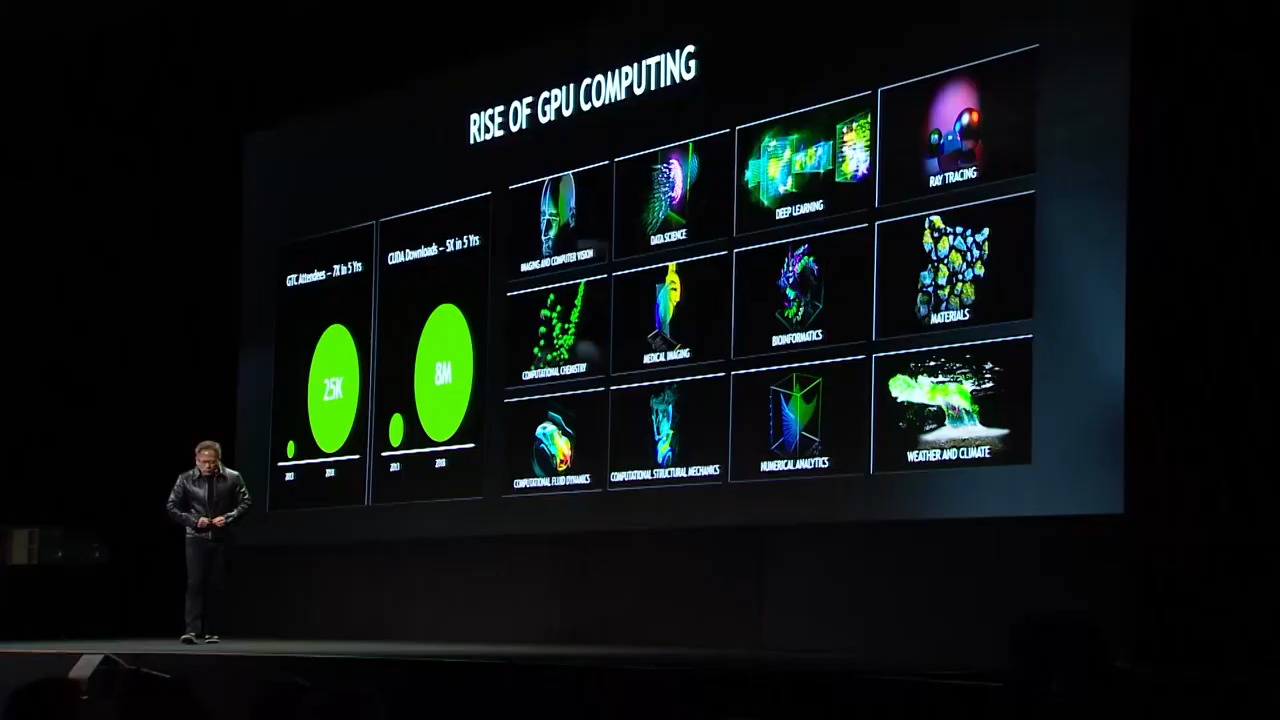 RISE OF GPU COMPUTING
GTC Attendees – 7X in 5 Yrs
25K
2013
2018
CUDA Downloads – 5X in 5 Yrs
8M
2013
2018
IMAGING AND COMPUTER VISION
DATA SCIENCE
DEEP LEARNING
RAY TRACING
COMPUTATIONAL CHEMISTRY
MEDICAL IMAGING
BIOINFORMATICS
MATERIALS
COMPUTATIONAL FLUID DYNAMICS
COMPUTATIONAL STRUCTURAL MECHANICS
NUMERICAL ANALYTICS
WEATHER AND CLIMATE